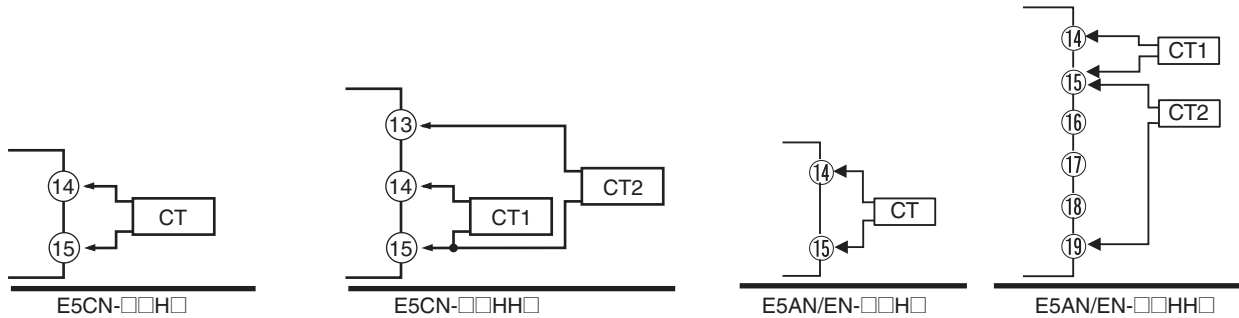 14
15
CT
E5CN-□□H□
13
14
15
CT1
CT2
E5CN-□□HH□
14
15
CT
E5AN/EN-□□H□
14
15
16
17
18
19
CT1
CT2
E5AN/EN-□□HH□